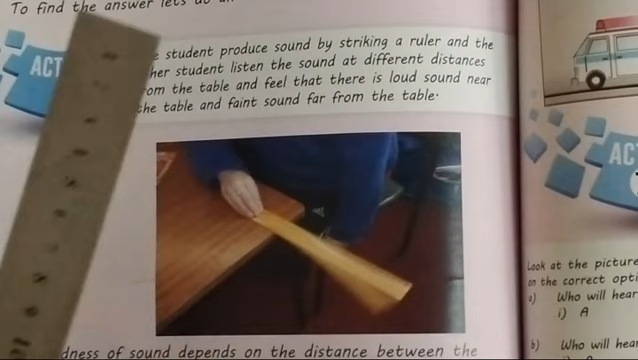 To find the answer lets do an
ACT
student produce sound by striking a ruler and the
her student listen the sound at different distances
om the table and feel that there is loud sound near
the table and faint sound far from the table.
dness of sound depends on the distance between the
AC
Look at the picture
on the correct opti
a) Who will hear
i) A
b) Who will hea